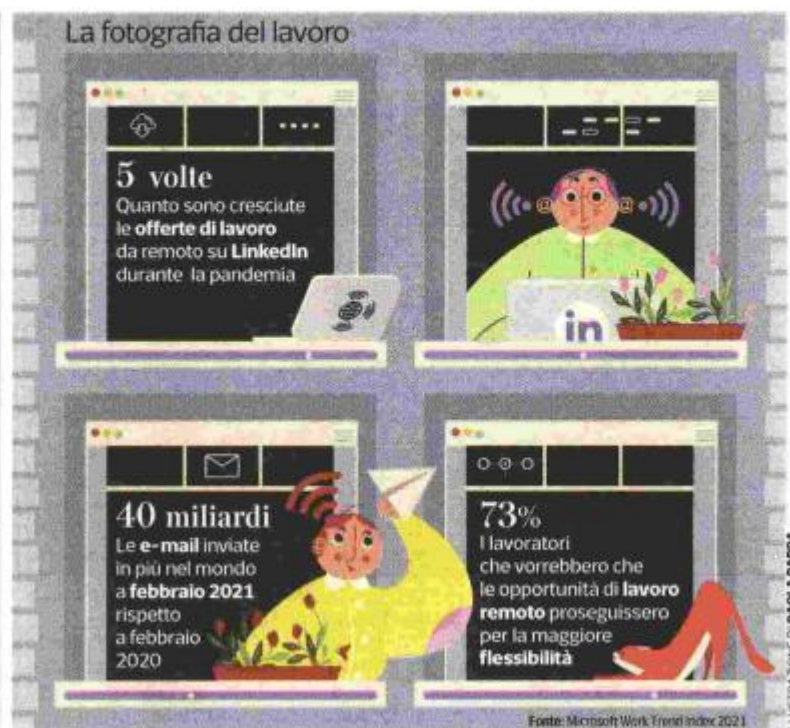 La fotografia del lavoro
5 volte
Quanto sono cresciute
le offerte di lavoro
da remoto su LinkedIn
durante la pandemia
in
40 miliardi
Le e-mail inviate
in più nel mondo
a febbraio 2021
rispetto
a febbraio
2020
73%
I lavoratori
che vorrebbero che
le opportunità di lavoro
remoto proseguissero
per la maggiore
flessibilità
Fonte: Microsoft Work Trend Index 2021